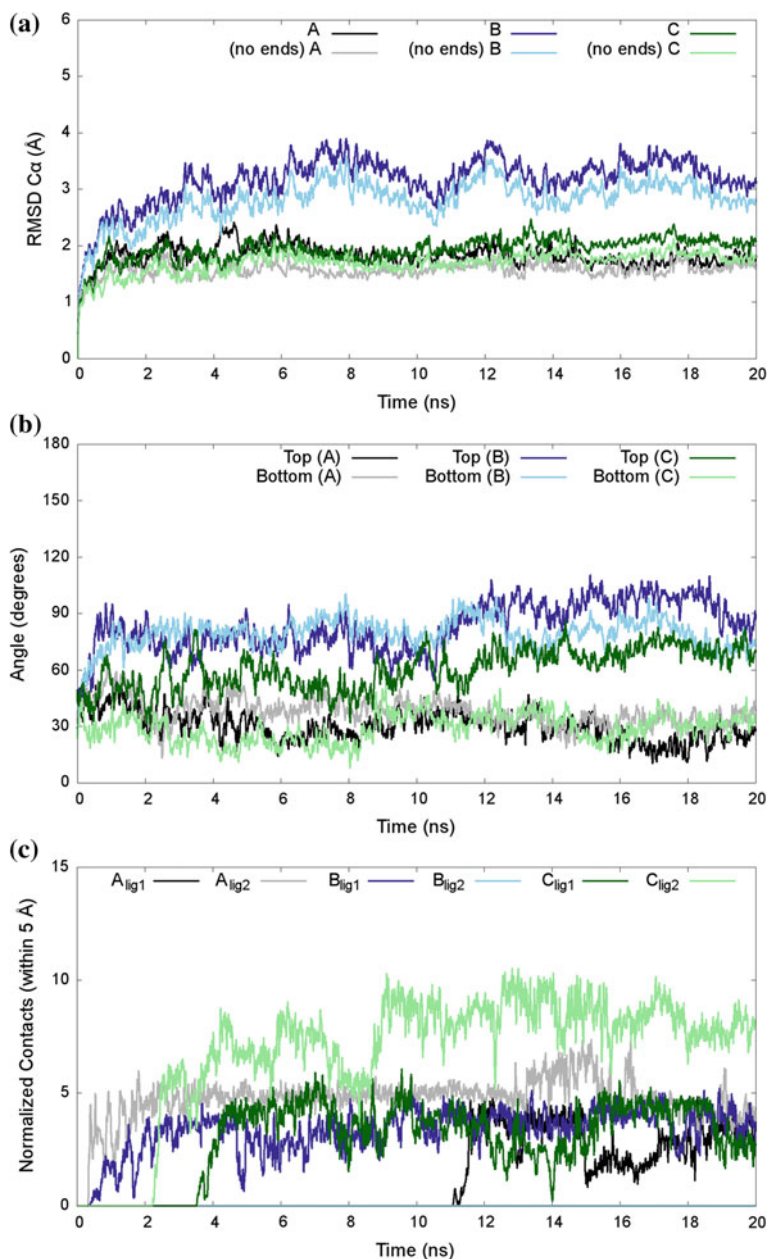 (a)
A B C
(no ends) A (no ends) B (no ends) C
RMSD Cα (Å)
6
5
4
3
2
1
0
0 2 4 6 8 10 12 14 16 18 20
Time (ns)
(b)
Top (A) Top (B) Top (C)
Bottom (A) Bottom (B) Bottom (C)
Angle (degrees)
180
150
120
90
60
30
0
0 2 4 6 8 10 12 14 16 18 20
Time (ns)
(c)
Alig1 Alig2 Blig1 Blig2 Clig1 Clig2
Normalized Contacts (within 5 Å)
15
10
5
0
0 2 4 6 8 10 12 14 16 18 20
Time (ns)